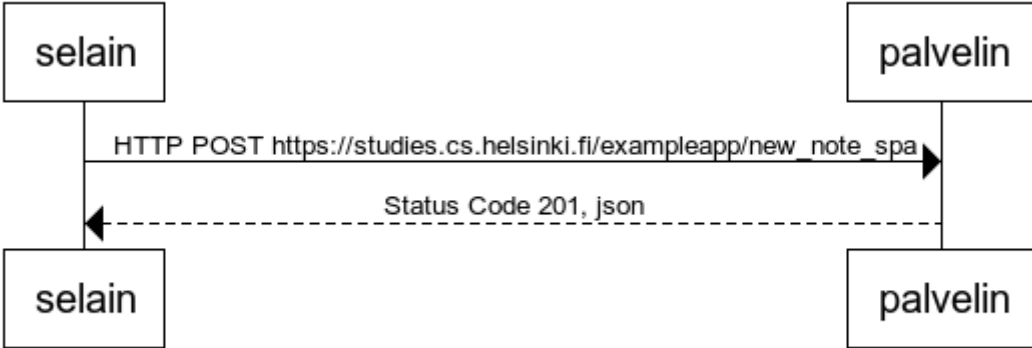 selain
palvelin
HTTP POST https://studies.cs.helsinki.fi/exampleapp/new_note_spa
Status Code 201, json
selain
palvelin